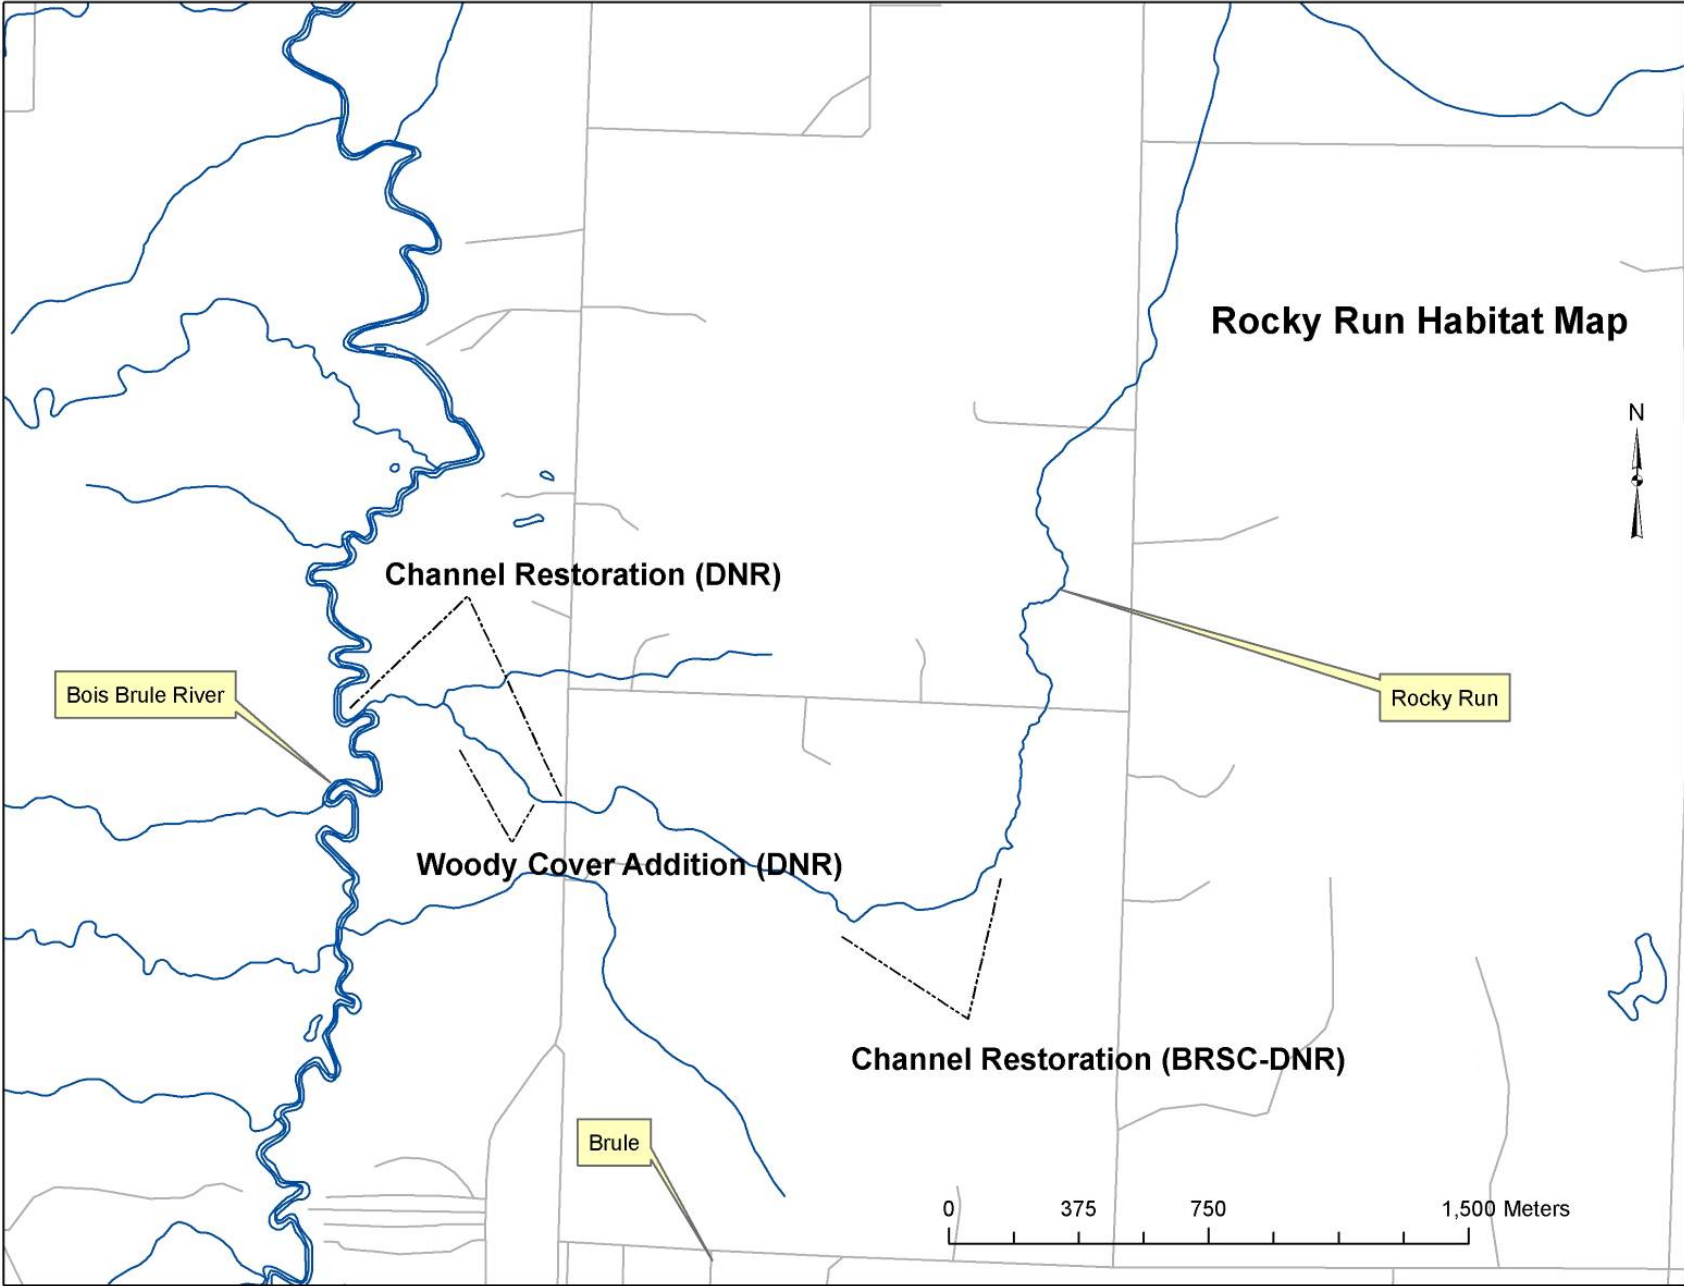 Rocky Run Habitat Map
N
Channel Restoration (DNR)
Bois Brule River
Rocky Run
Woody Cover Addition (DNR)
Channel Restoration (BRSC-DNR)
Brule
0 375 750 1,500 Meters